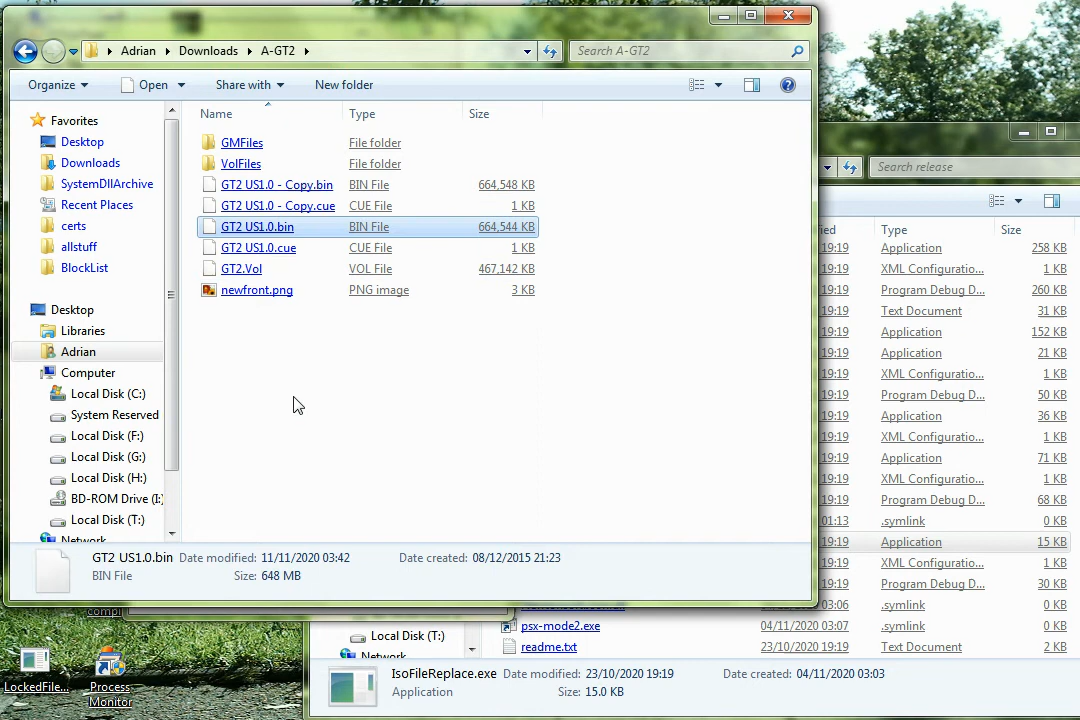 Adrian Downloads A-GT2
Search A-GT2
Organize Open Share with New folder
Name Type Size
Favorites
Desktop
Downloads
SystemDllArchive
Recent Places
certs
allstuff
BlockList
Desktop
Libraries
Adrian
Computer
Local Disk (C:)
System Reserved
Local Disk (F:)
Local Disk (G:)
Local Disk (H:)
BD-ROM Drive (I:)
Local Disk (T:)
Network
GMFiles File folder
VolFiles File folder
GT2 US1.0 - Copy.bin BIN File 664,548 KB
GT2 US1.0 - Copy.cue CUE File 1 KB
GT2 US1.0.bin BIN File 664,544 KB
GT2 US1.0.cue CUE File 1 KB
GT2.Vol VOL File 467,142 KB
newfront.png PNG image 3 KB
GT2 US1.0.bin Date modified: 11/11/2020 03:42 Date created: 08/12/2015 21:23
BIN File Size: 648 MB
Search release
ied Type Size
19:19 Application 258 KB
19:19 XML Configuratio... 1 KB
19:19 Program Debug D... 260 KB
19:19 Text Document 31 KB
19:19 Application 152 KB
19:19 Application 21 KB
19:19 XML Configuratio... 1 KB
19:19 Program Debug D... 50 KB
19:19 Application 36 KB
19:19 XML Configuratio... 1 KB
19:19 Application 71 KB
19:19 XML Configuratio... 1 KB
19:19 Program Debug D... 68 KB
01:13 .symlink 0 KB
19:19 Application 15 KB
19:19 XML Configuratio... 1 KB
19:19 Program Debug D... 30 KB
03:06 .symlink 0 KB
psx-mode2.exe 04/11/2020 03:07 .symlink 0 KB
readme.txt 23/10/2020 19:19 Text Document 2 KB
Local Disk (T:)
Network
IsoFileReplace.exe Date modified: 23/10/2020 19:19 Date created: 04/11/2020 03:03
Application Size: 15.0 KB
compl
LockedFile...
Process
Monitor